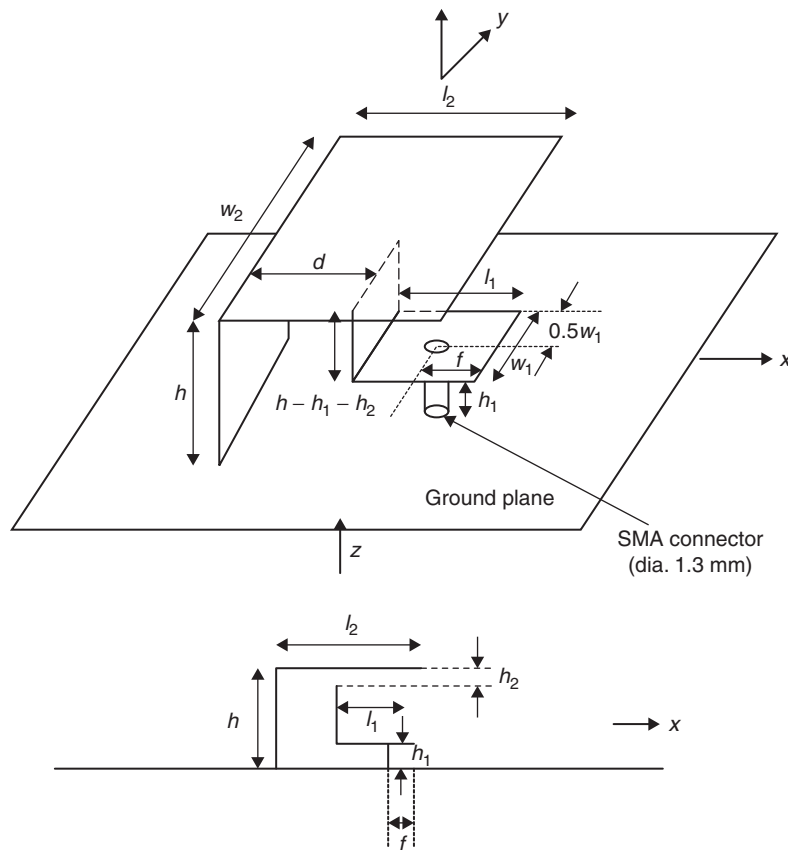 y
l₂
w₂
d
l₁
0.5w₁
w₁
f
x
h
h – h₁ – h₂
h₁
Ground plane
SMA connector
(dia. 1.3 mm)
z
l₂
h₂
h
l₁
x
h₁
f